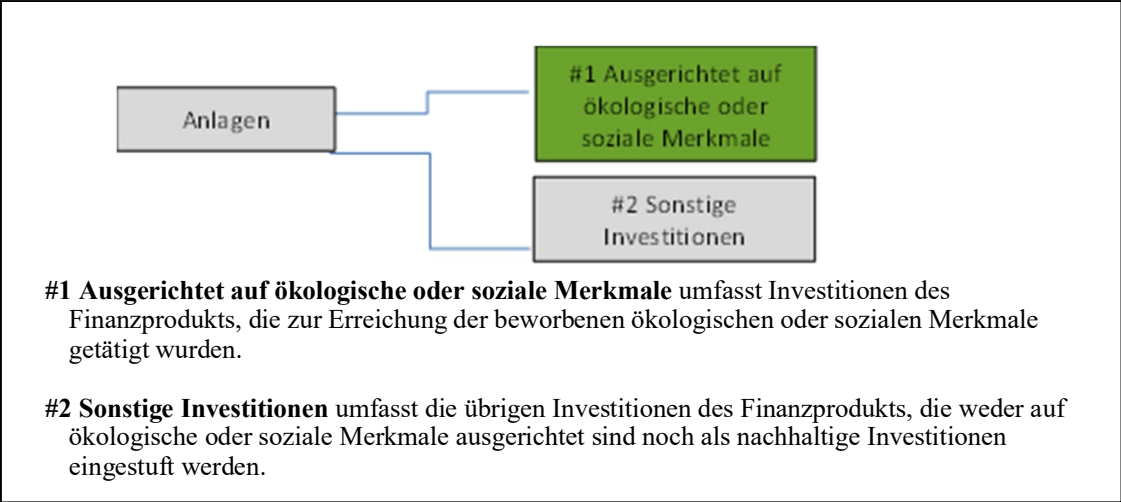 Anlagen
#1 Ausgerichtet auf
ökologische oder
soziale Merkmale
#2 Sonstige
Investitionen
#1 Ausgerichtet auf ökologische oder soziale Merkmale umfasst Investitionen des
Finanzprodukts, die zur Erreichung der beworbenen ökologischen oder sozialen Merkmale
getätigt wurden.
#2 Sonstige Investitionen umfasst die übrigen Investitionen des Finanzprodukts, die weder auf
ökologische oder soziale Merkmale ausgerichtet sind noch als nachhaltige Investitionen
eingestuft werden.